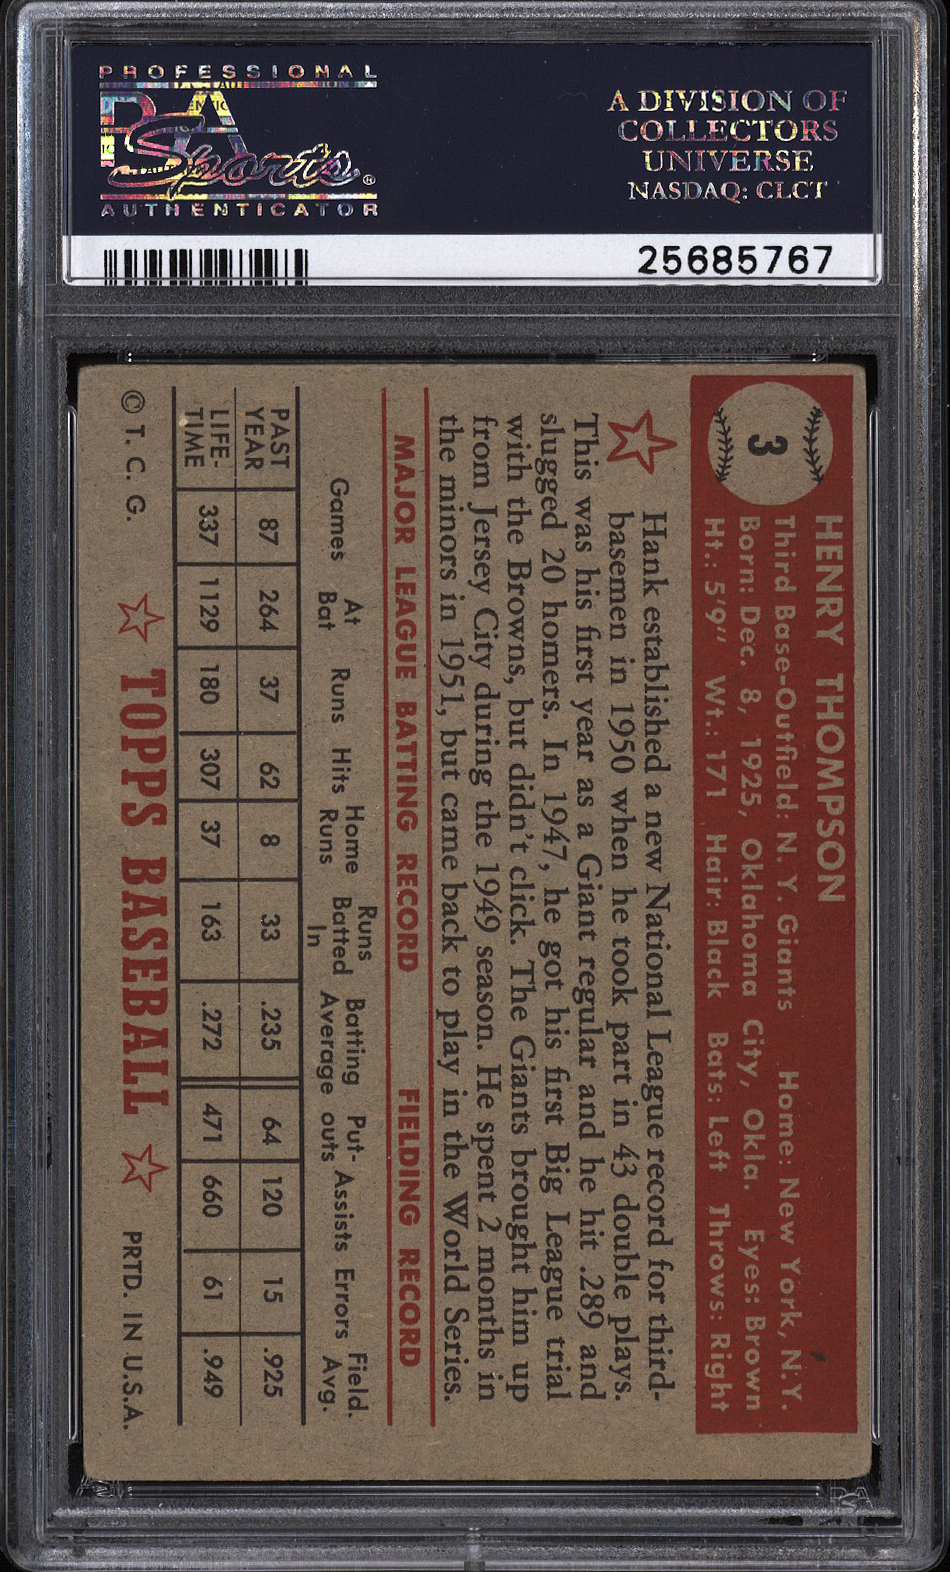 PROFESSIONAL
PSA
Sports®
AUTHENTICATOR
A DIVISION OF
COLLECTORS
UNIVERSE
NASDAQ: CLCT
25685767
3
HENRY THOMPSON
Third Base-Outfield: N. Y. Giants Home: New York, N.Y.
Born: Dec. 8, 1925, Oklahoma City, Okla. Eyes: Brown
Ht.: 5'9" Wt.: 171 Hair: Black Bats: Left Throws: Right
Hank established a new National League record for third-
basemen in 1950 when he took part in 43 double plays.
This was his first year as a Giant regular and he hit .289 and
slugged 20 homers. In 1947, he got his first Big League trial
with the Browns, but didn't click. The Giants brought him up
from Jersey City during the 1949 season. He spent 2 months in
the minors in 1951, but came back to play in the World Series.
MAJOR LEAGUE BATTING RECORD FIELDING RECORD
Games At Bat Runs Hits Home Runs Runs Batted In Batting Average Put-outs Assists Errors Field. Avg.
PAST YEAR 87 264 37 62 8 33 .235 64 120 15 .925
LIFE-TIME 337 1129 180 307 37 163 .272 471 660 61 .949
© T. C. G. TOPPS BASEBALL PRTD. IN U.S.A.